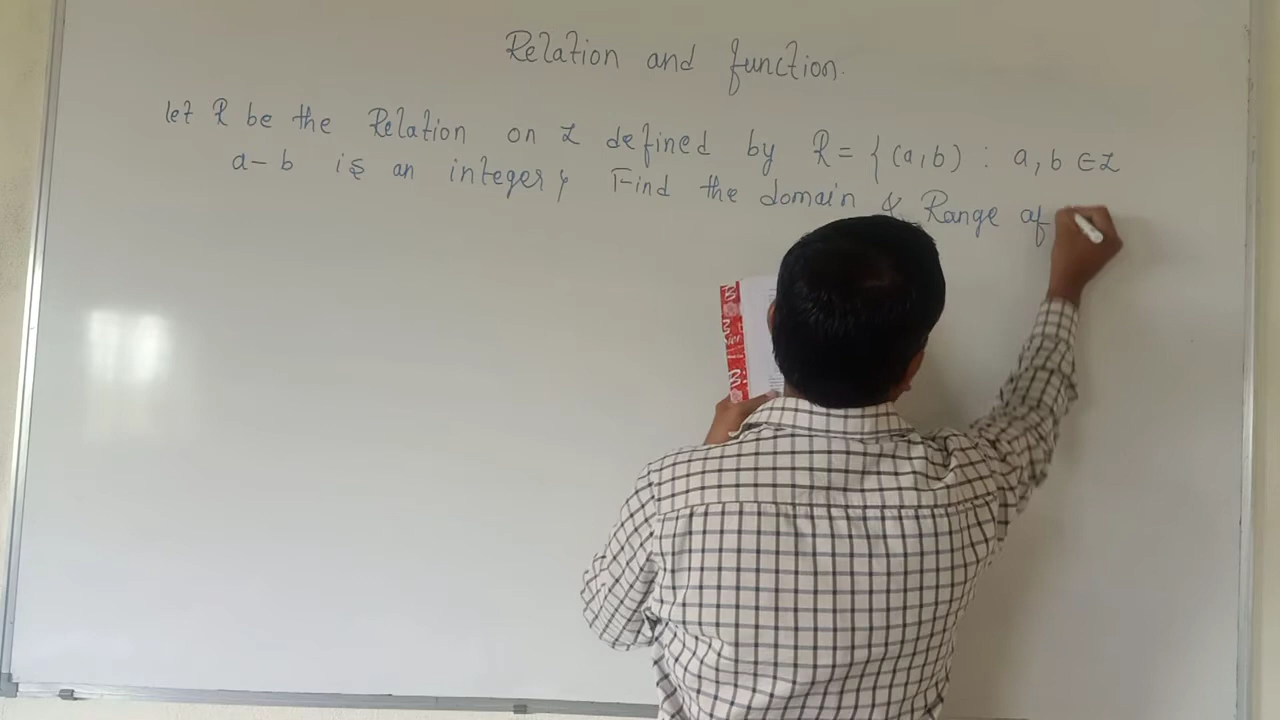 Relation and function.
let R be the Relation on Z defined by R = { (a,b) : a, b ∈ Z
a - b is an integer} Find the domain & Range of